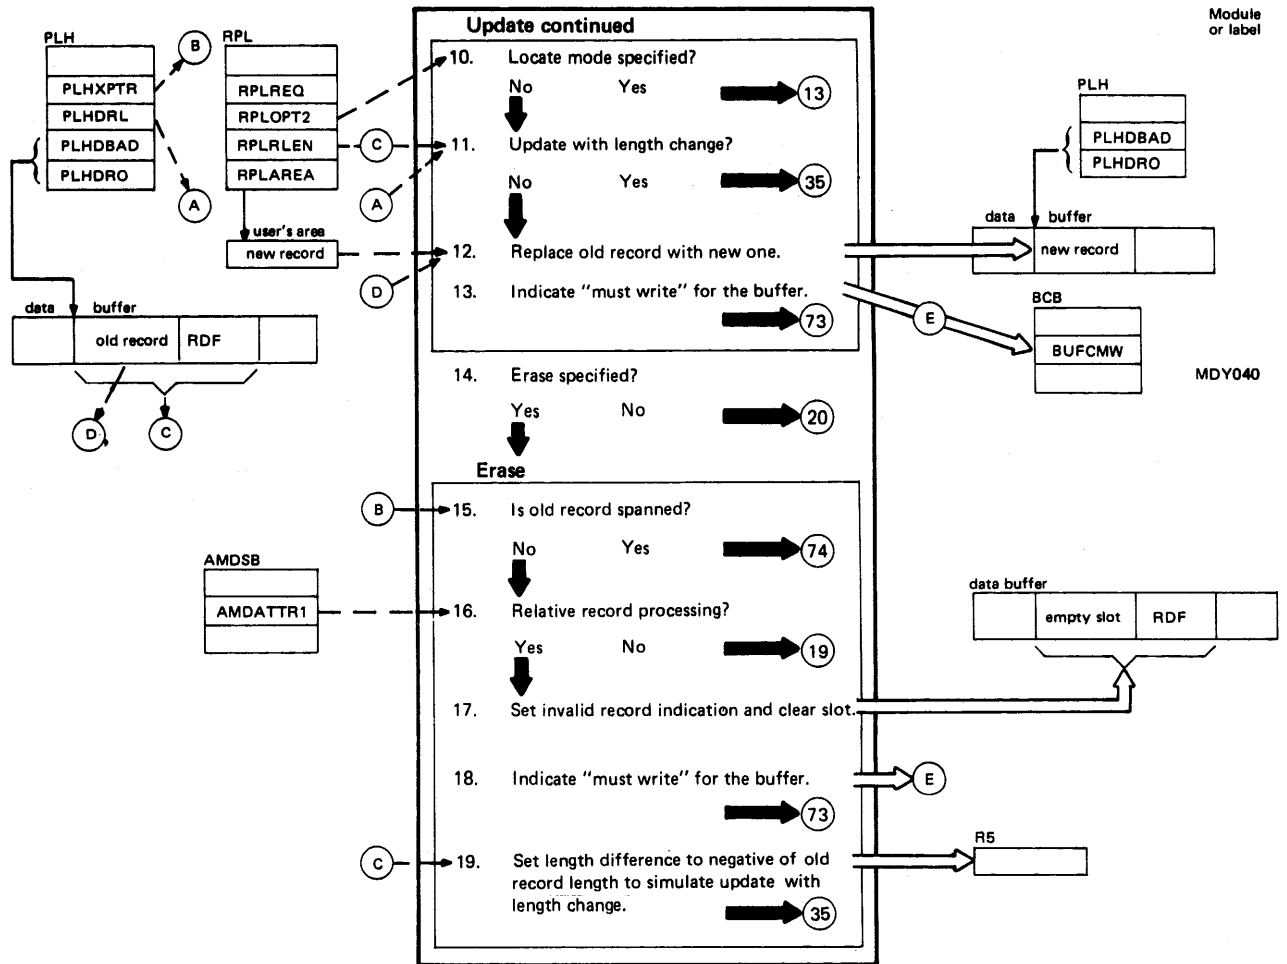 Update continued
Module
or label
PLH
B
RPL
PLHXPTR
PLHDRL
PLHDBAD
PLHDRO
A
RPLREQ
RPLOPT2
RPLRLEN
RPLAREA
C
A
user's area
new record
D
data buffer
old record RDF
D
C
10. Locate mode specified?
No Yes 13
11. Update with length change?
No Yes 35
12. Replace old record with new one.
13. Indicate "must write" for the buffer.
73
E
PLH
PLHDBAD
PLHDRO
data buffer
new record
BCB
BUFCMW
MDY040
14. Erase specified?
Yes No 20
Erase
B
15. Is old record spanned?
No Yes 74
AMDSB
AMDATTR1
16. Relative record processing?
Yes No 19
data buffer
empty slot RDF
17. Set invalid record indication and clear slot.
18. Indicate "must write" for the buffer.
E
73
C
19. Set length difference to negative of old
record length to simulate update with
length change.
35
R5